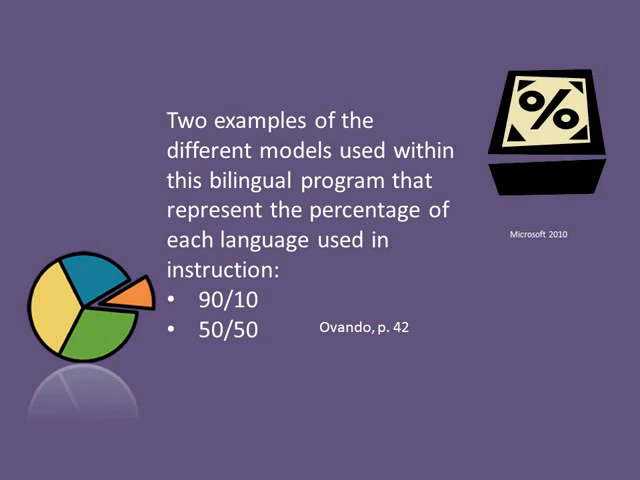 Two examples of the
different models used within
this bilingual program that
represent the percentage of
each language used in
instruction:
• 90/10
• 50/50
Ovando, p. 42
%
Microsoft 2010